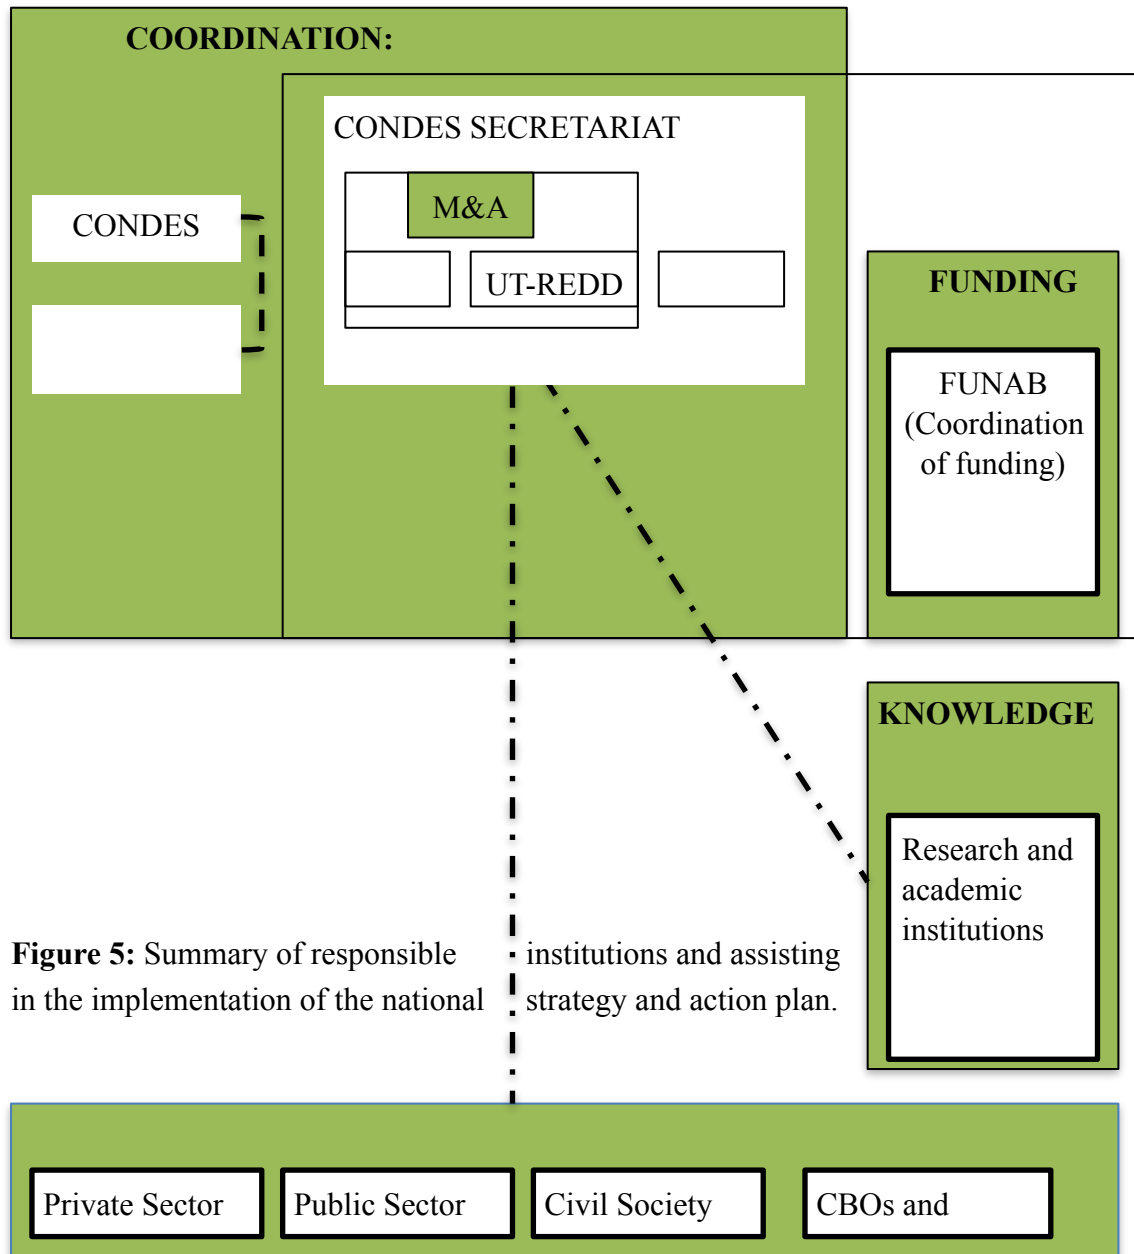 COORDINATION:
CONDES SECRETARIAT
M&A
CONDES
UT-REDD
FUNDING
FUNAB
(Coordination
of funding)
KNOWLEDGE
Research and
academic
institutions
Figure 5: Summary of responsible institutions and assisting
in the implementation of the national strategy and action plan.
Private Sector
Public Sector
Civil Society
CBOs and